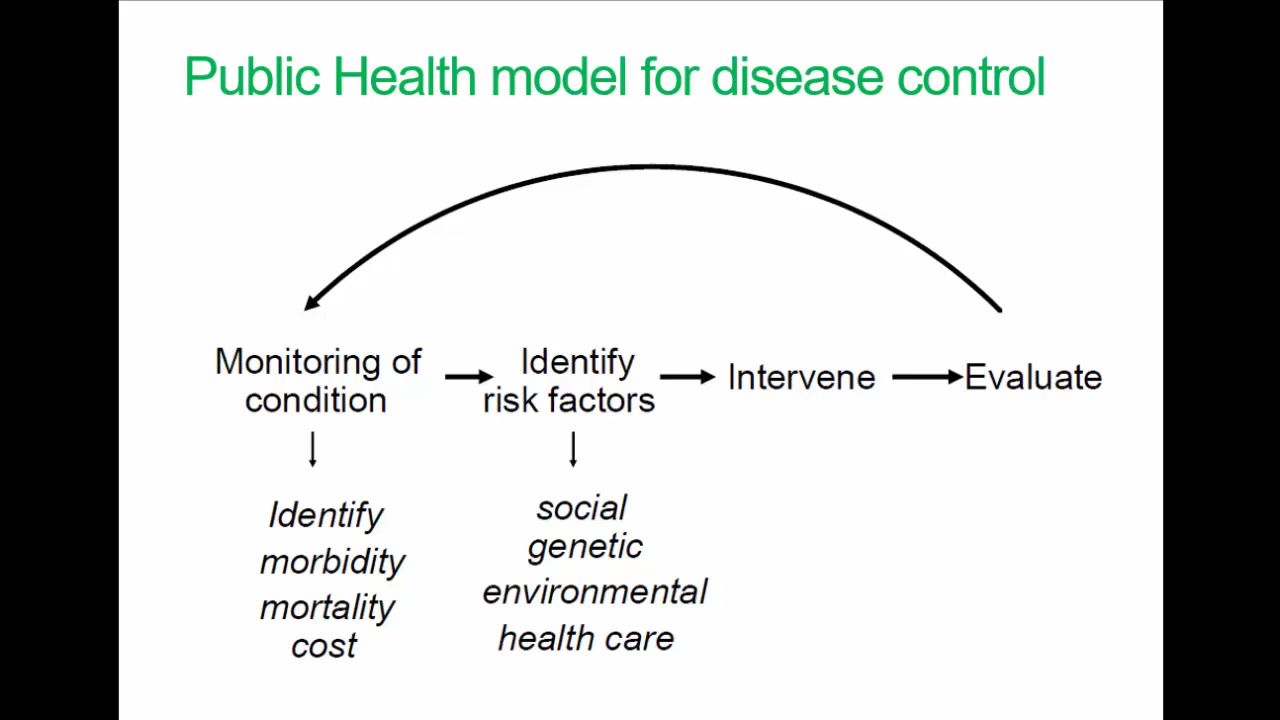 Public Health model for disease control
Monitoring of
condition
Identify
risk factors
Intervene
Evaluate
Identify
morbidity
mortality
cost
social
genetic
environmental
health care